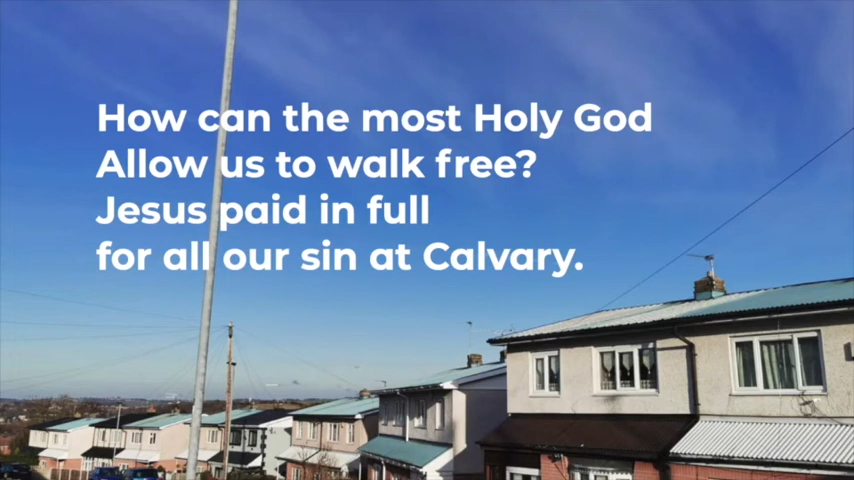 How can the most Holy God
Allow us to walk free?
Jesus paid in full
for all our sin at Calvary.